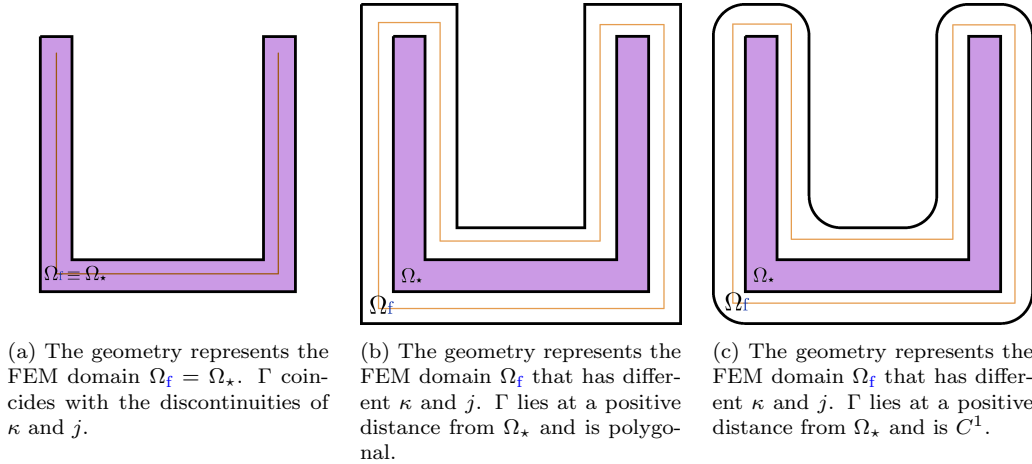 Ωf ≡ Ω⋆
Ω⋆
Ωf
Ω⋆
Ωf
(a) The geometry represents the
FEM domain Ωf = Ω⋆. Γ coin-
cides with the discontinuities of
κ and j.
(b) The geometry represents the
FEM domain Ωf that has differ-
ent κ and j. Γ lies at a positive
distance from Ω⋆ and is polygo-
nal.
(c) The geometry represents the
FEM domain Ωf that has differ-
ent κ and j. Γ lies at a positive
distance from Ω⋆ and is C¹.